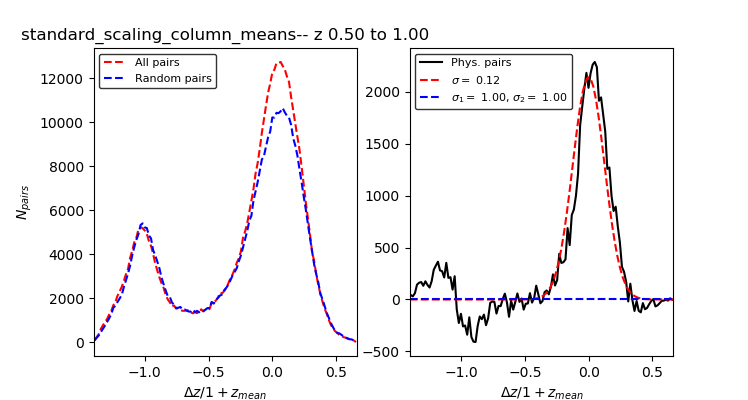 standard_scaling_column_means-- z 0.50 to 1.00
All pairs
Random pairs
N_pairs
12000
10000
8000
6000
4000
2000
0
−1.0 −0.5 0.0 0.5
Δz/1 + z_mean
Phys. pairs
σ = 0.12
σ₁ = 1.00, σ₂ = 1.00
2000
1500
1000
500
0
−500
−1.0 −0.5 0.0 0.5
Δz/1 + z_mean